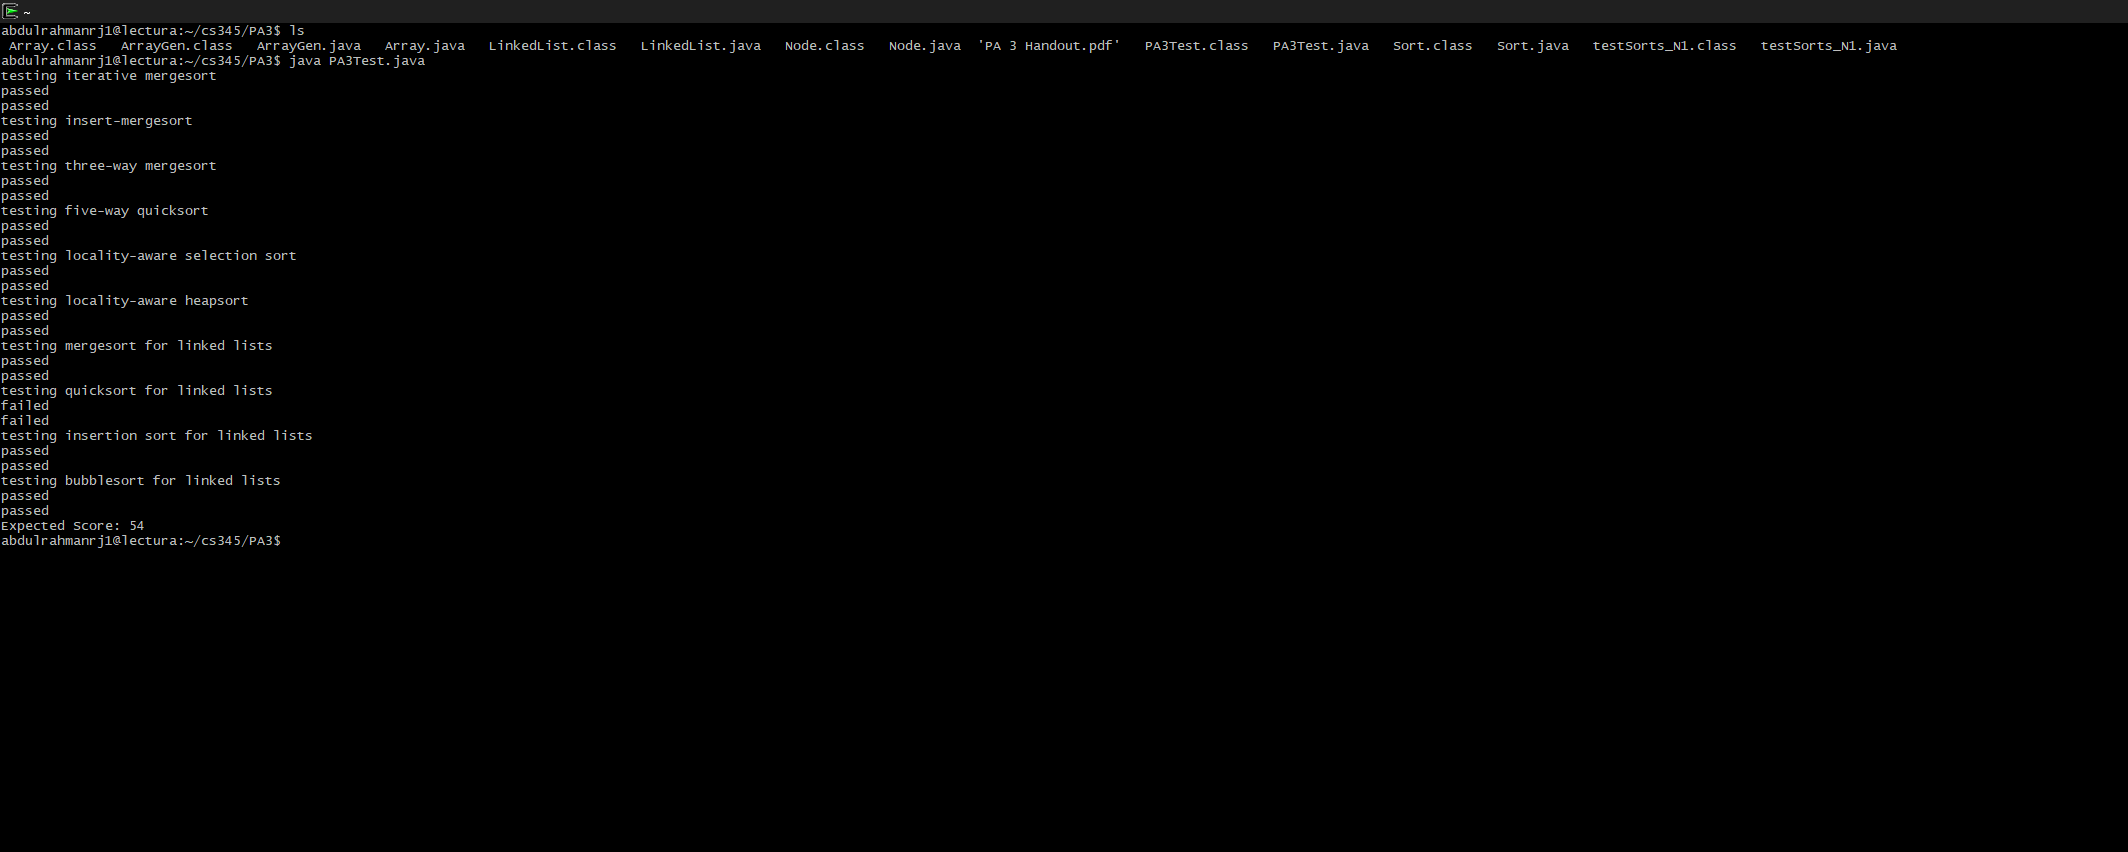 ~
abdulrahmanrj1@lectura:~/cs345/PA3$ ls
Array.class   ArrayGen.class   ArrayGen.java   Array.java   LinkedList.class   LinkedList.java   Node.class   Node.java  'PA 3 Handout.pdf'   PA3Test.class   PA3Test.java   Sort.class   Sort.java   testSorts_N1.class   testSorts_N1.java
abdulrahmanrj1@lectura:~/cs345/PA3$ java PA3Test.java
testing iterative mergesort
passed
passed
testing insert-mergesort
passed
passed
testing three-way mergesort
passed
passed
testing five-way quicksort
passed
passed
testing locality-aware selection sort
passed
passed
testing locality-aware heapsort
passed
passed
testing mergesort for linked lists
passed
passed
testing quicksort for linked lists
failed
failed
testing insertion sort for linked lists
passed
passed
testing bubblesort for linked lists
passed
passed
Expected Score: 54
abdulrahmanrj1@lectura:~/cs345/PA3$